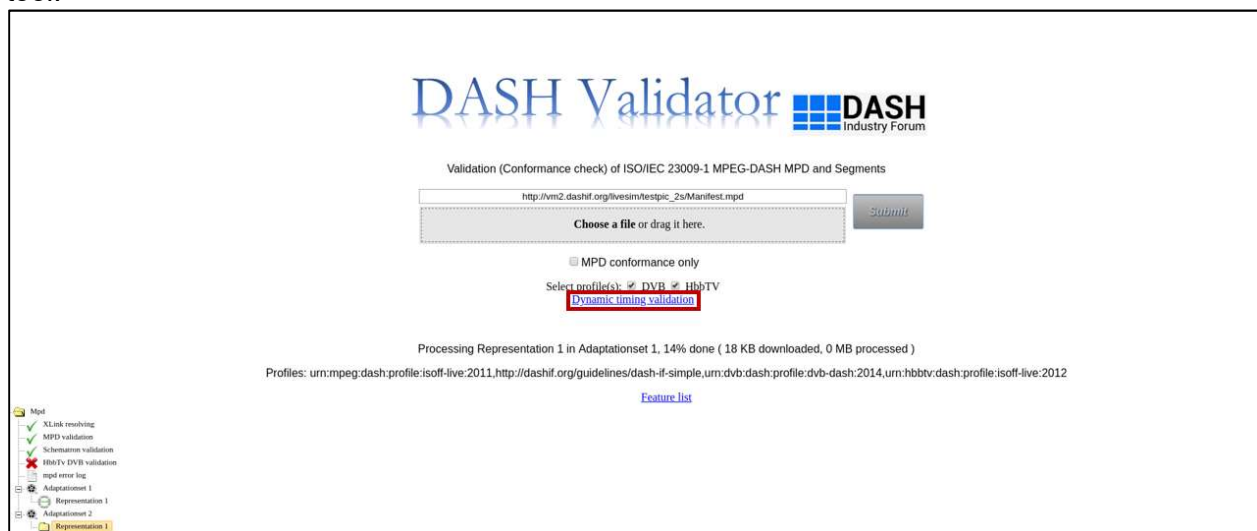 DASH Validator DASH
Industry Forum
Validation (Conformance check) of ISO/IEC 23009-1 MPEG-DASH MPD and Segments
http://vm2.dashif.org/livesim/testpic_2s/Manifest.mpd
Submit
Choose a file or drag it here.
MPD conformance only
Select profile(s): DVB HbbTV
Dynamic timing validation
Processing Representation 1 in Adaptationset 1, 14% done ( 18 KB downloaded, 0 MB processed )
Profiles: urn:mpeg:dash:profile:isoff-live:2011,http://dashif.org/guidelines/dash-if-simple,urn:dvb:dash:profile:dvb-dash:2014,urn:hbbtv:dash:profile:isoff-live:2012
Feature list
Mpd
XLink resolving
MPD validation
Schematron validation
HbbTv DVB validation
mpd error log
Adaptationset 1
Representation 1
Adaptationset 2
Representation 1